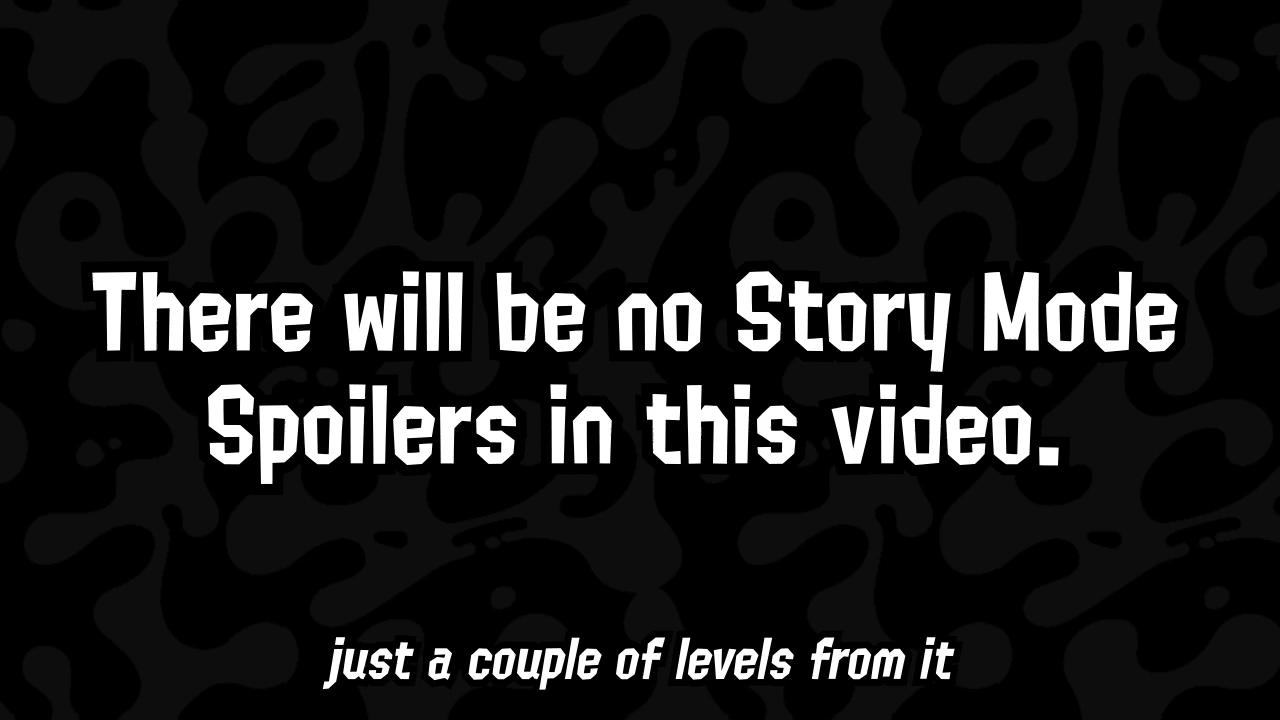 There will be no Story Mode
Spoilers in this video.
just a couple of levels from it